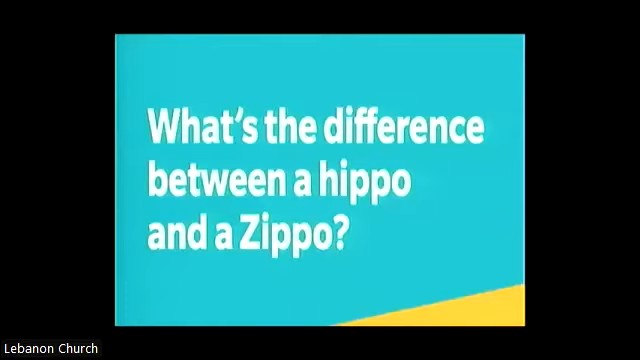 What's the difference
between a hippo
and a Zippo?
Lebanon Church